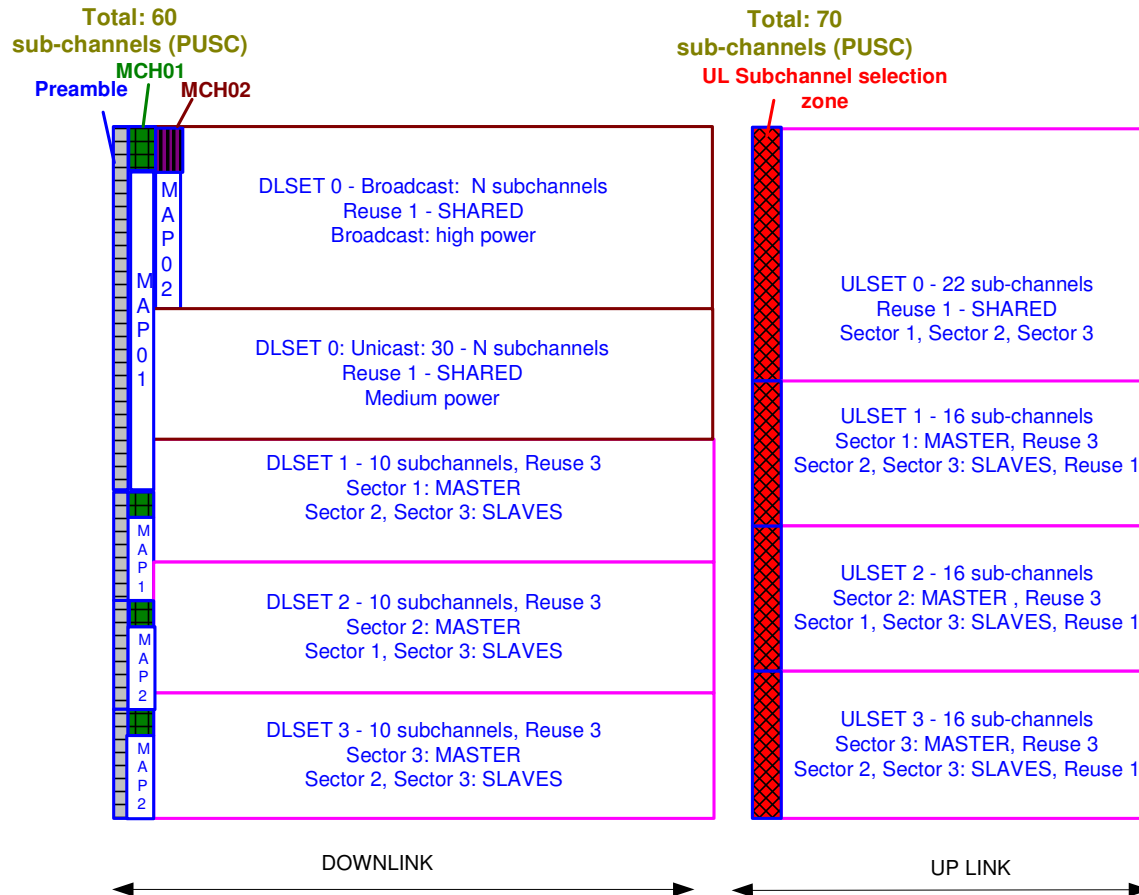 Total: 60
sub-channels (PUSC)
MCH01
Preamble
MCH02
MAP01
MAP02
DLSET 0 - Broadcast: N subchannels
Reuse 1 - SHARED
Broadcast: high power
DLSET 0: Unicast: 30 - N subchannels
Reuse 1 - SHARED
Medium power
MAP1
DLSET 1 - 10 subchannels, Reuse 3
Sector 1: MASTER
Sector 2, Sector 3: SLAVES
MAP2
DLSET 2 - 10 subchannels, Reuse 3
Sector 2: MASTER
Sector 1, Sector 3: SLAVES
MAP2
DLSET 3 - 10 subchannels, Reuse 3
Sector 3: MASTER
Sector 2, Sector 3: SLAVES
DOWNLINK
Total: 70
sub-channels (PUSC)
UL Subchannel selection
zone
ULSET 0 - 22 sub-channels
Reuse 1 - SHARED
Sector 1, Sector 2, Sector 3
ULSET 1 - 16 sub-channels
Sector 1: MASTER, Reuse 3
Sector 2, Sector 3: SLAVES, Reuse 1
ULSET 2 - 16 sub-channels
Sector 2: MASTER , Reuse 3
Sector 1, Sector 3: SLAVES, Reuse 1
ULSET 3 - 16 sub-channels
Sector 3: MASTER, Reuse 3
Sector 2, Sector 3: SLAVES, Reuse 1
UP LINK